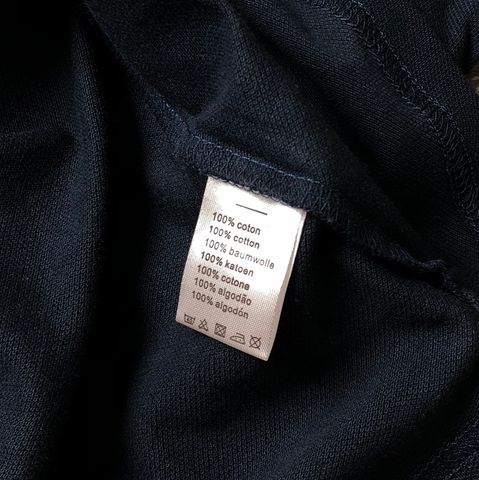 100% coton
100% cotton
100% baumwolle
100% katoen
100% cotone
100% algodão
100% algodón